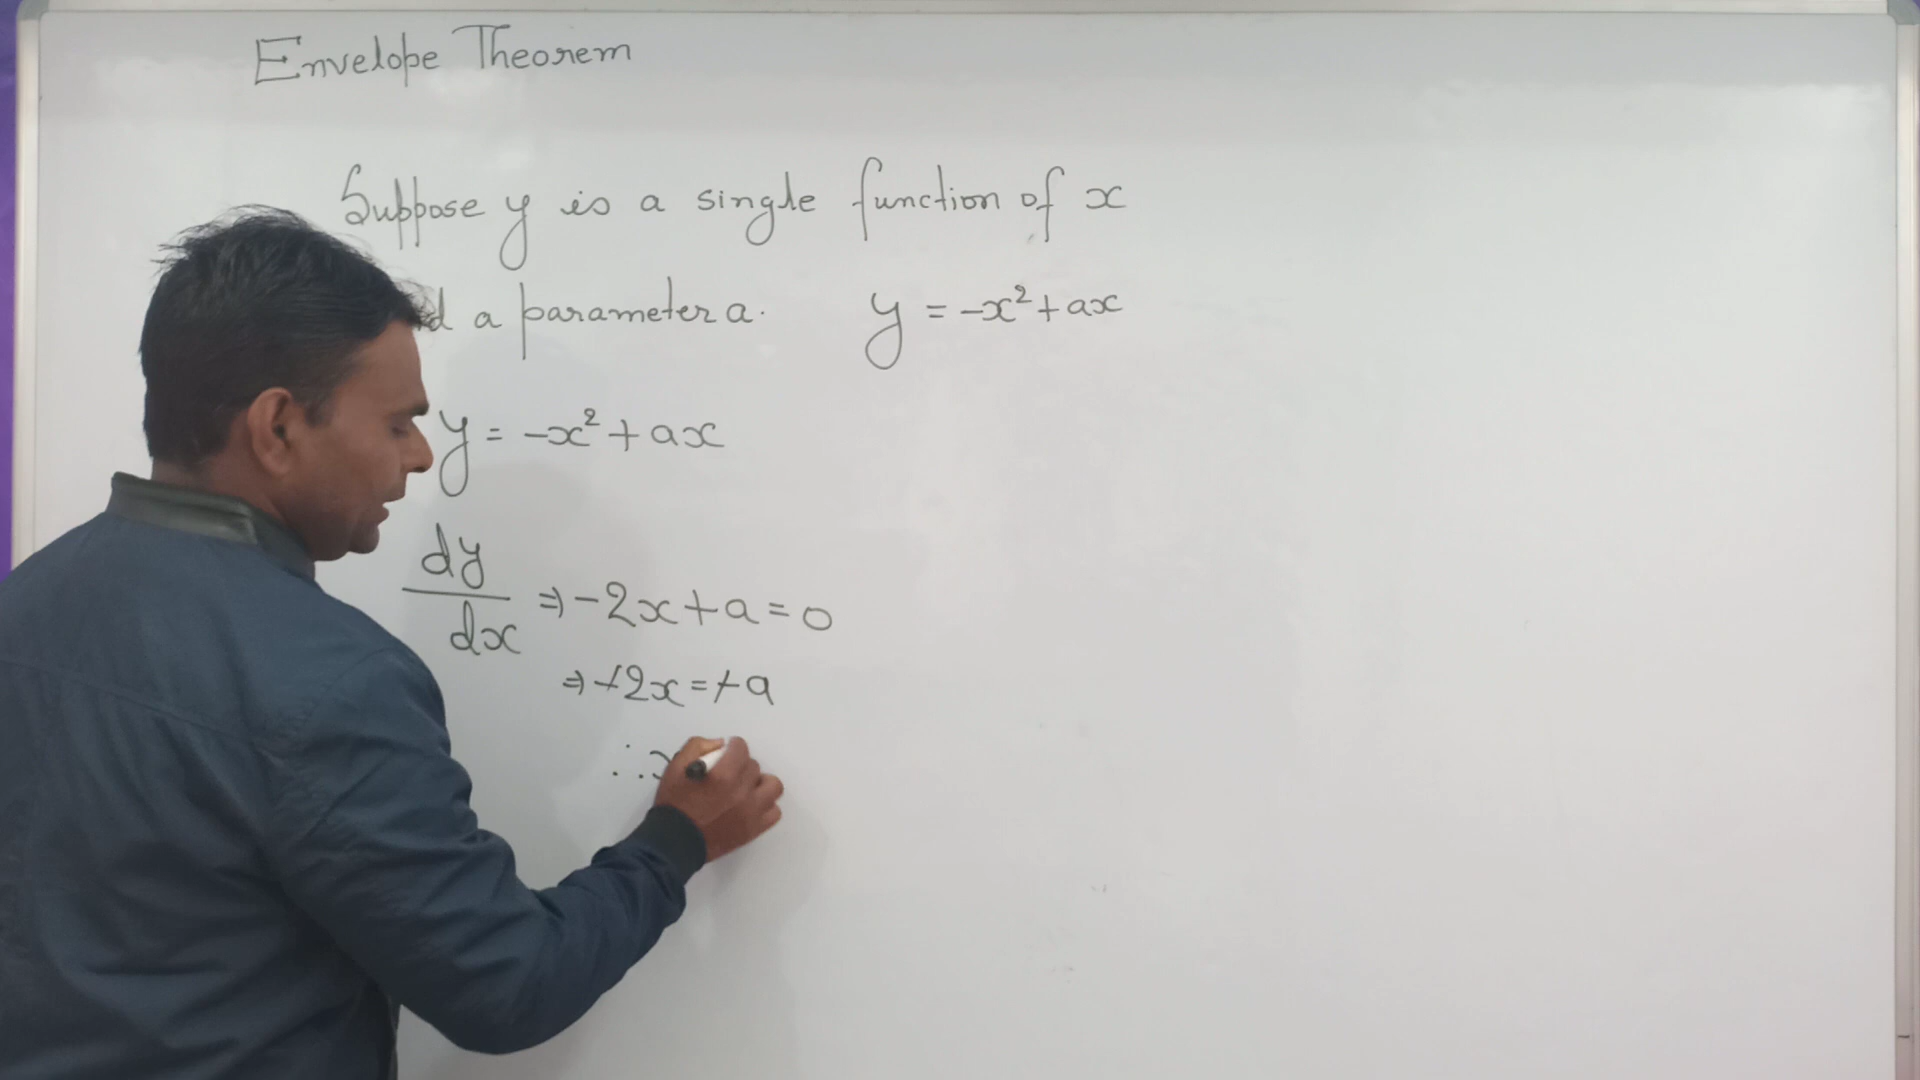 Envelope Theorem
Suppose y is a single function of x
a parameter a. y = -x² + ax
y = -x² + ax
dy/dx ⇒ -2x + a = 0
⇒ -2x = -a
∴ x